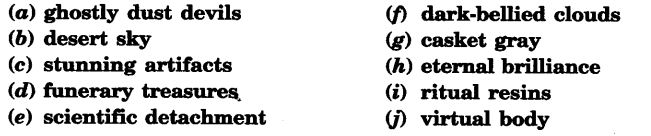 (a) ghostly dust devils
(b) desert sky
(c) stunning artifacts
(d) funerary treasures
(e) scientific detachment
(f) dark-bellied clouds
(g) casket gray
(h) eternal brilliance
(i) ritual resins
(j) virtual body